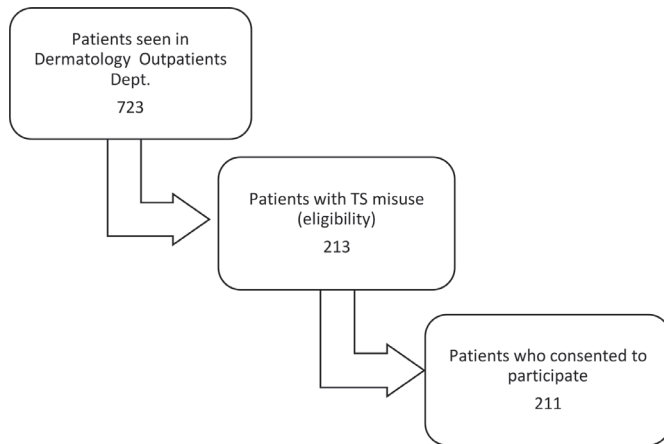 Patients seen in
Dermatology Outpatients
Dept.
723
Patients with TS misuse
(eligibility)
213
Patients who consented to
participate
211